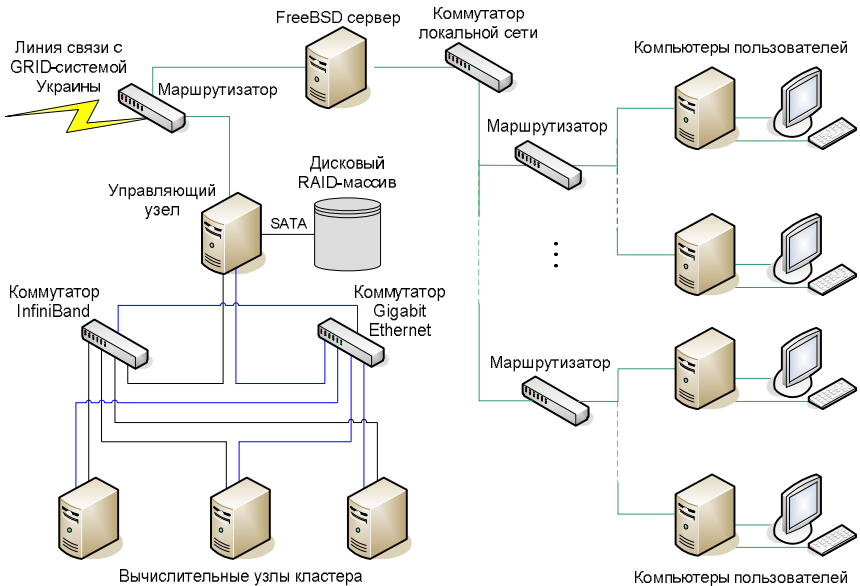 FreeBSD сервер
Коммутатор
локальной сети
Линия связи с
GRID-системой
Украины
Маршрутизатор
Компьютеры пользователей
Маршрутизатор
Управляющий
узел
Дисковый
RAID-массив
SATA
Коммутатор
InfiniBand
Коммутатор
Gigabit
Ethernet
Маршрутизатор
Вычислительные узлы кластера
Компьютеры пользователей